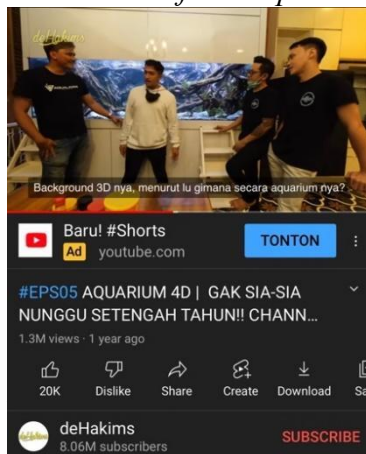 deHakims
Background 3D nya, menurut lu gimana secara aquarium nya?
Baru! #Shorts
Ad youtube.com
TONTON
#EPS05 AQUARIUM 4D | GAK SIA-SIA
NUNGGU SETENGAH TAHUN!! CHANN...
1.3M views · 1 year ago
20K Dislike Share Create Download Sa
deHakims
8.06M subscribers
SUBSCRIBE